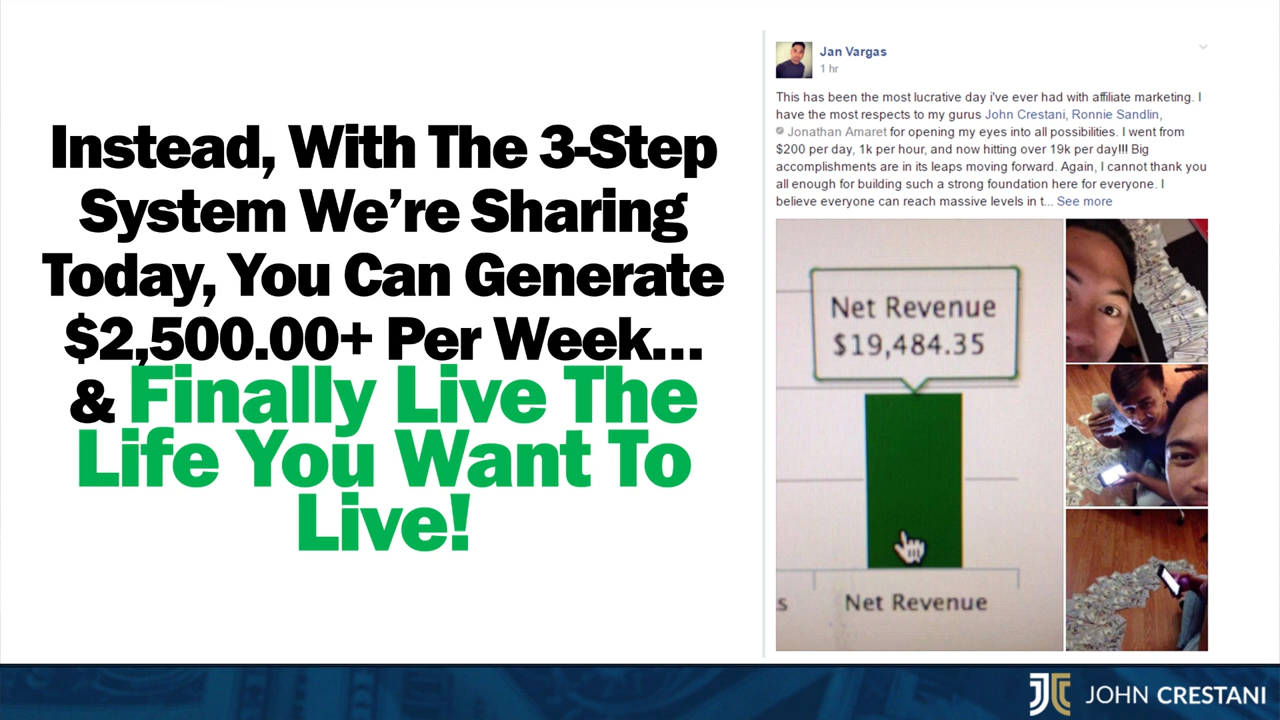 Instead, With The 3-Step
System We're Sharing
Today, You Can Generate
$2,500.00+ Per Week...
& Finally Live The
Life You Want To
Live!
Jan Vargas
1 hr
This has been the most lucrative day i've ever had with affiliate marketing. I
have the most respects to my gurus John Crestani, Ronnie Sandlin,
Jonathan Amaret for opening my eyes into all possibilities. I went from
$200 per day, 1k per hour, and now hitting over 19k per day!!! Big
accomplishments are in its leaps moving forward. Again, I cannot thank you
all enough for building such a strong foundation here for everyone. I
believe everyone can reach massive levels in t... See more
Net Revenue
$19,484.35
s
Net Revenue
JC JOHN CRESTANI